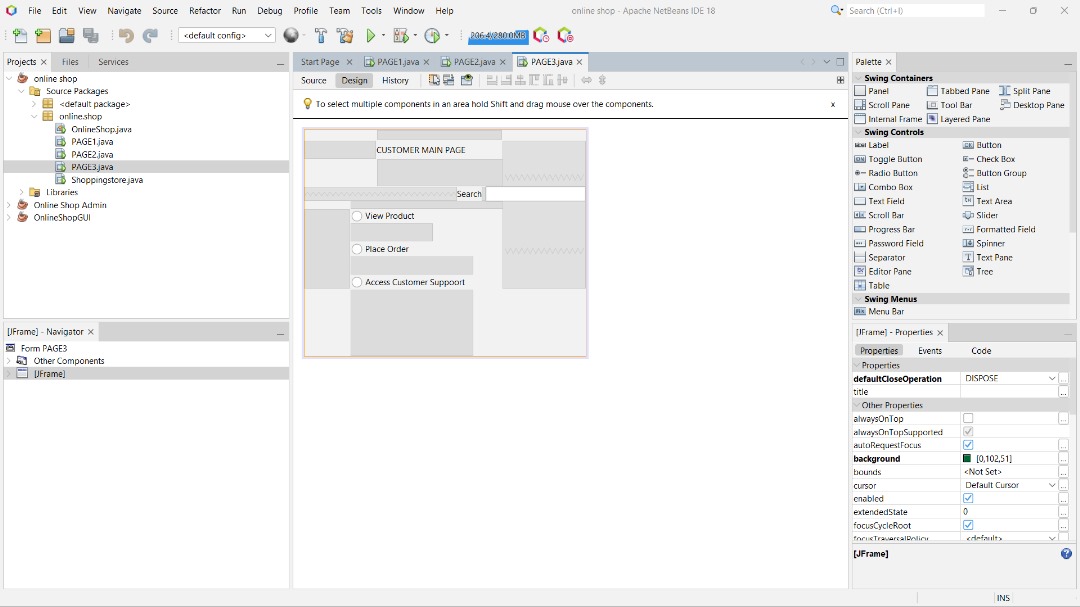 File Edit View Navigate Source Refactor Run Debug Profile Team Tools Window Help
online shop - Apache NetBeans IDE 18
Search (Ctrl+I)
<default config>
206.4/280.0MB
Projects Files Services
online shop
Source Packages
<default package>
online.shop
OnlineShop.java
PAGE1.java
PAGE2.java
PAGE3.java
Shoppingstore.java
Libraries
Online Shop Admin
OnlineShopGUI
[JFrame] - Navigator
Form PAGE3
Other Components
[JFrame]
Start Page PAGE1.java PAGE2.java PAGE3.java
Source Design History
To select multiple components in an area hold Shift and drag mouse over the components.
x
CUSTOMER MAIN PAGE
Search
View Product
Place Order
Access Customer Suppoort
Palette
Swing Containers
Panel Tabbed Pane Split Pane
Scroll Pane Tool Bar Desktop Pane
Internal Frame Layered Pane
Swing Controls
Label Button
Toggle Button Check Box
Radio Button Button Group
Combo Box List
Text Field Text Area
Scroll Bar Slider
Progress Bar Formatted Field
Password Field Spinner
Separator Text Pane
Editor Pane Tree
Table
Swing Menus
Menu Bar
[JFrame] - Properties
Properties Events Code
Properties
defaultCloseOperation DISPOSE
title
Other Properties
alwaysOnTop
alwaysOnTopSupported
autoRequestFocus
background [0,102,51]
bounds <Not Set>
cursor Default Cursor
enabled
extendedState 0
focusCycleRoot
focusTraversalPolicy <default>
[JFrame]
INS